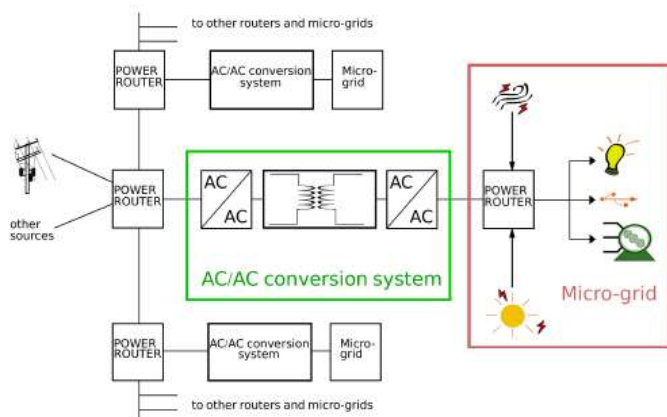 to other routers and micro-grids
POWER
ROUTER
AC/AC conversion
system
Micro-
grid
POWER
ROUTER
other
sources
AC
AC
AC
AC
AC/AC conversion system
POWER
ROUTER
Micro-grid
POWER
ROUTER
AC/AC conversion
system
Micro-
grid
to other routers and micro-grids